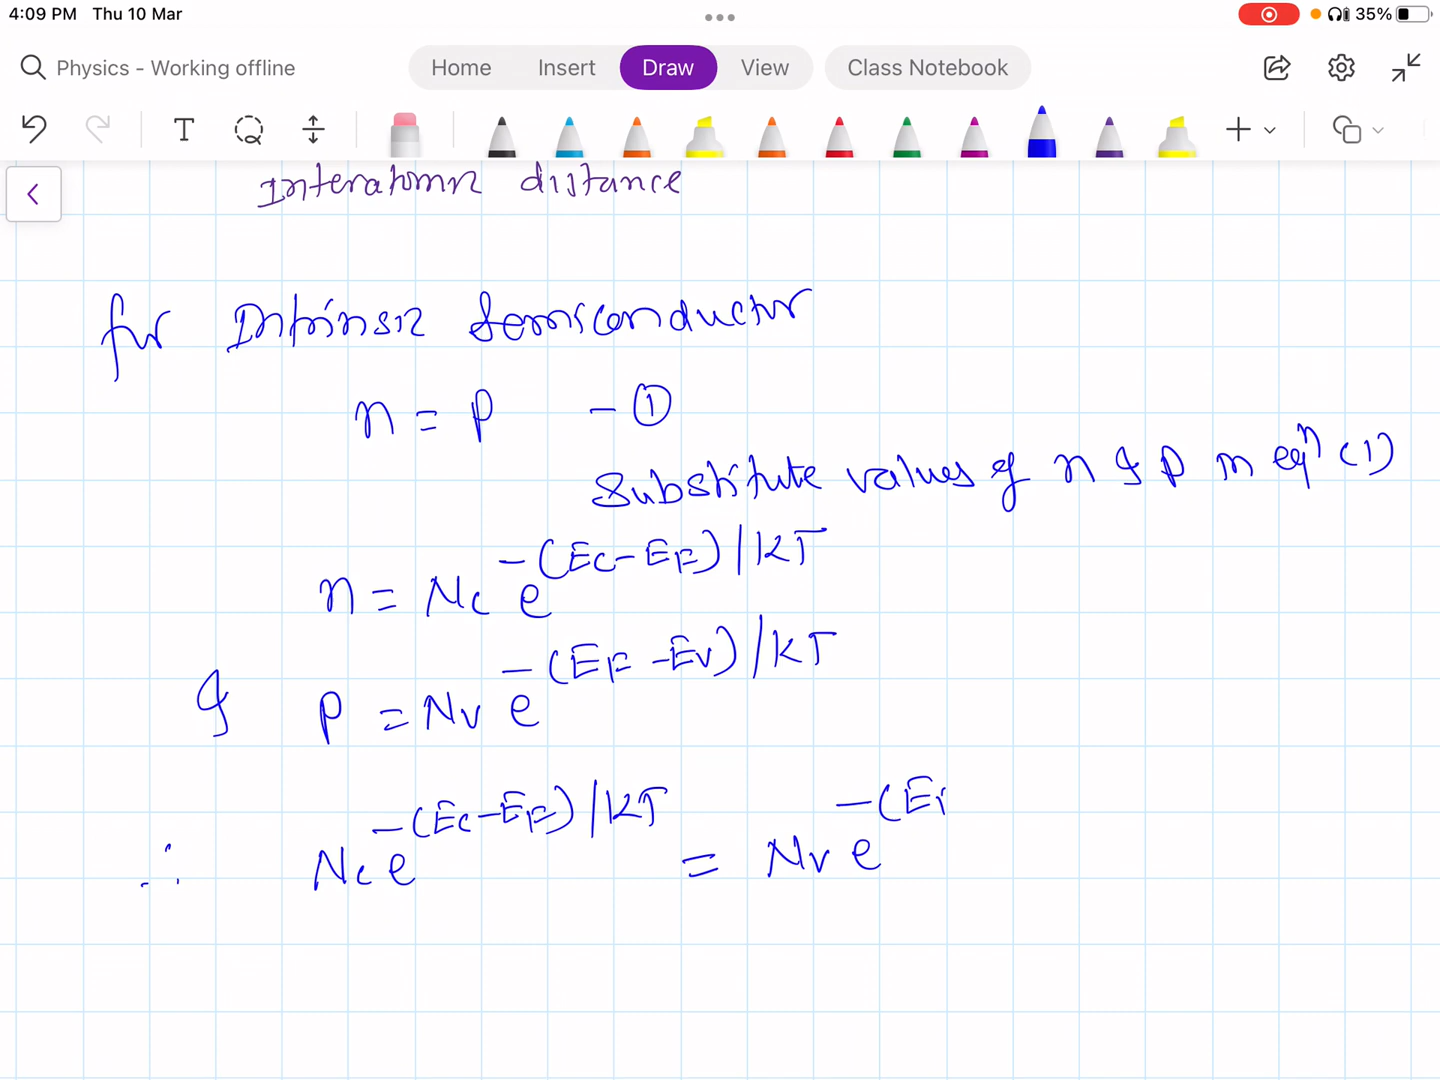 4:09 PM Thu 10 Mar
35%
Physics - Working offline
Home Insert Draw View Class Notebook
T
Interatomic distance
for Intrinsic Semiconductor
n = p - ①
Substitute values of n & p in eqⁿ (1)
n = Nc e^-(Ec-EF)/KT
& p = Nv e^-(EF-Ev)/KT
∴ Nc e^-(Ec-EF)/KT = Nv e^-(E